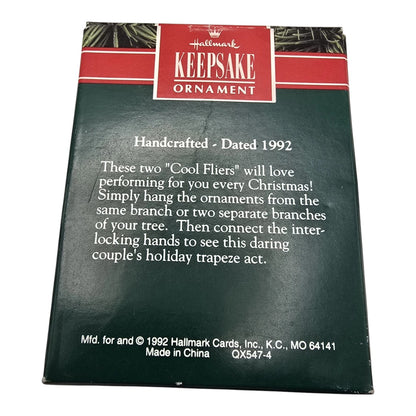 Hallmark
KEEPSAKE
ORNAMENT
Handcrafted - Dated 1992
These two "Cool Fliers" will love
performing for you every Christmas!
Simply hang the ornaments from the
same branch or two separate branches
of your tree. Then connect the inter-
locking hands to see this daring
couple's holiday trapeze act.
Mfd. for and © 1992 Hallmark Cards, Inc., K.C., MO 64141
Made in China QX547-4